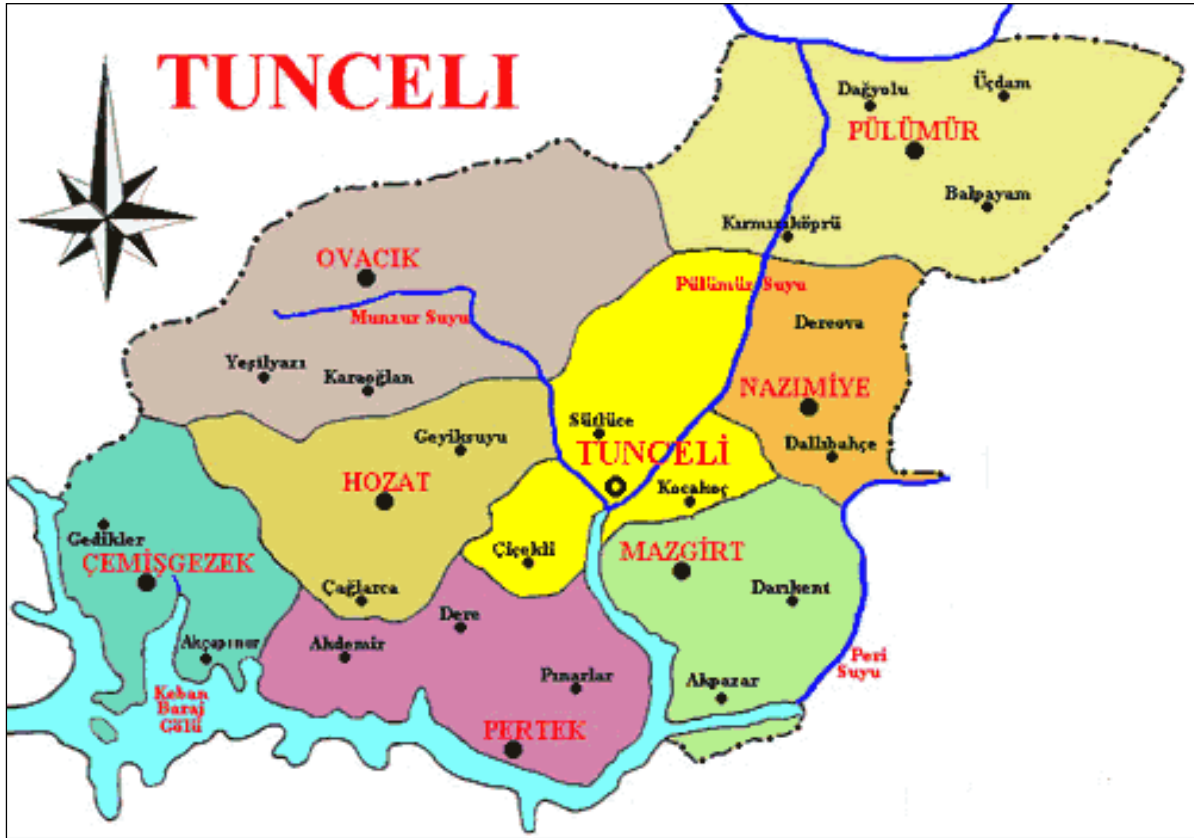 TUNCELI
Dağyolu
Üçdam
PÜLÜMÜR
Balpayam
Kırmızıköprü
OVACIK
Pülümür Suyu
Munzur Suyu
Dereova
Yeşilyazı
Karaoğlan
NAZIMİYE
Sütlüce
Geyiksuyu
TUNCELİ
Dallıbahçe
HOZAT
Kocakoç
Gedikler
ÇEMİŞGEZEK
Çiçekli
MAZGİRT
Çağlarca
Darıkent
Dere
Akçapınar
Akdemir
Peri
Suyu
Pınarlar
Akpazar
Keban
Baraj
Gölü
PERTEK